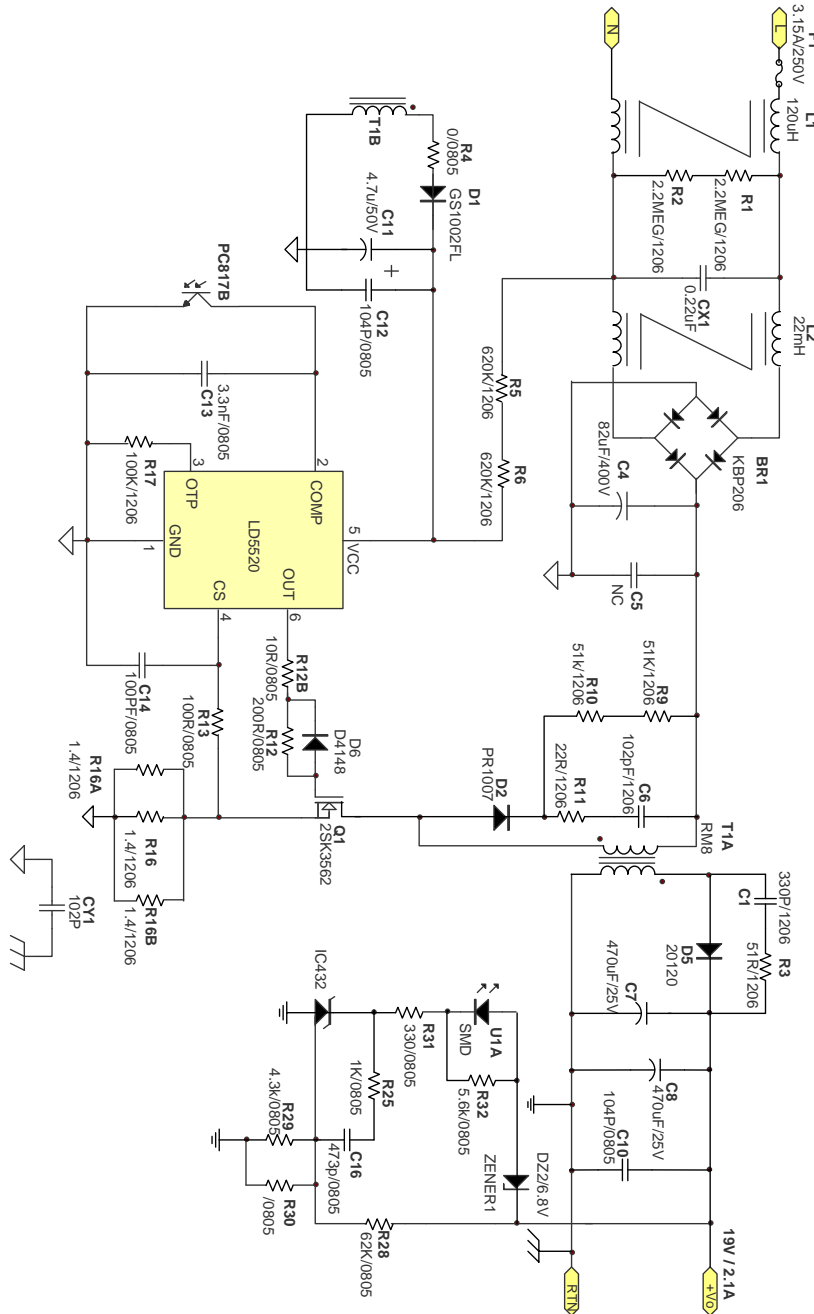 F1
3.15A/250V
L
N
L1
120uH
R1
2.2MEG/1206
R2
2.2MEG/1206
CX1
0.22uF
L2
22mH
BR1
KBP206
C4
82uF/400V
C5
NC
R9
51K/1206
R10
51k/1206
C6
102pF/1206
R11
22R/1206
D2
PR1007
T1A
RM8
C1
330P/1206
R3
51R/1206
D5
20120
C7
470uF/25V
C8
470uF/25V
C10
104P/0805
19V / 2.1A
+Vo
RTN
T1B
R4
0/0805
D1
GS1002FL
C11
4.7u/50V
C12
104P/0805
R5
620K/1206
R6
620K/1206
PC817B
C13
3.3nF/0805
R17
100K/1206
LD5520
COMP
2
OTP
3
GND
1
VCC
5
OUT
6
CS
4
C14
100PF/0805
R13
100R/0805
R12B
10R/0805
R12
200R/0805
D6
D4148
Q1
2SK3562
R16A
1.4/1206
R16
1.4/1206
R16B
1.4/1206
CY1
102P
IC432
R31
330/0805
U1A
SMD
R32
5.6k/0805
R25
1K/0805
C16
473p/0805
R29
4.3k/0805
R30
/0805
R28
62K/0805
DZ2/6.8V
ZENER1